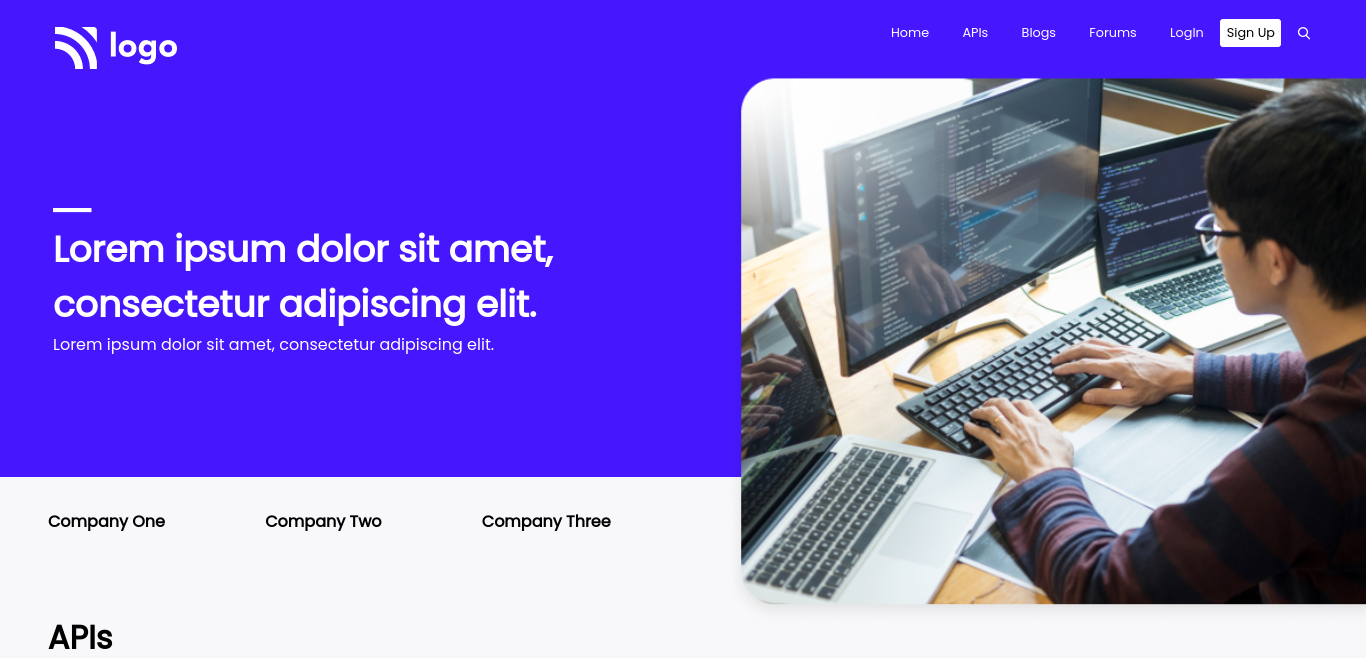 logo
Home APIs Blogs Forums LogIn Sign Up
Lorem ipsum dolor sit amet,
consectetur adipiscing elit.
Lorem ipsum dolor sit amet, consectetur adipiscing elit.
Company One Company Two Company Three
APIs